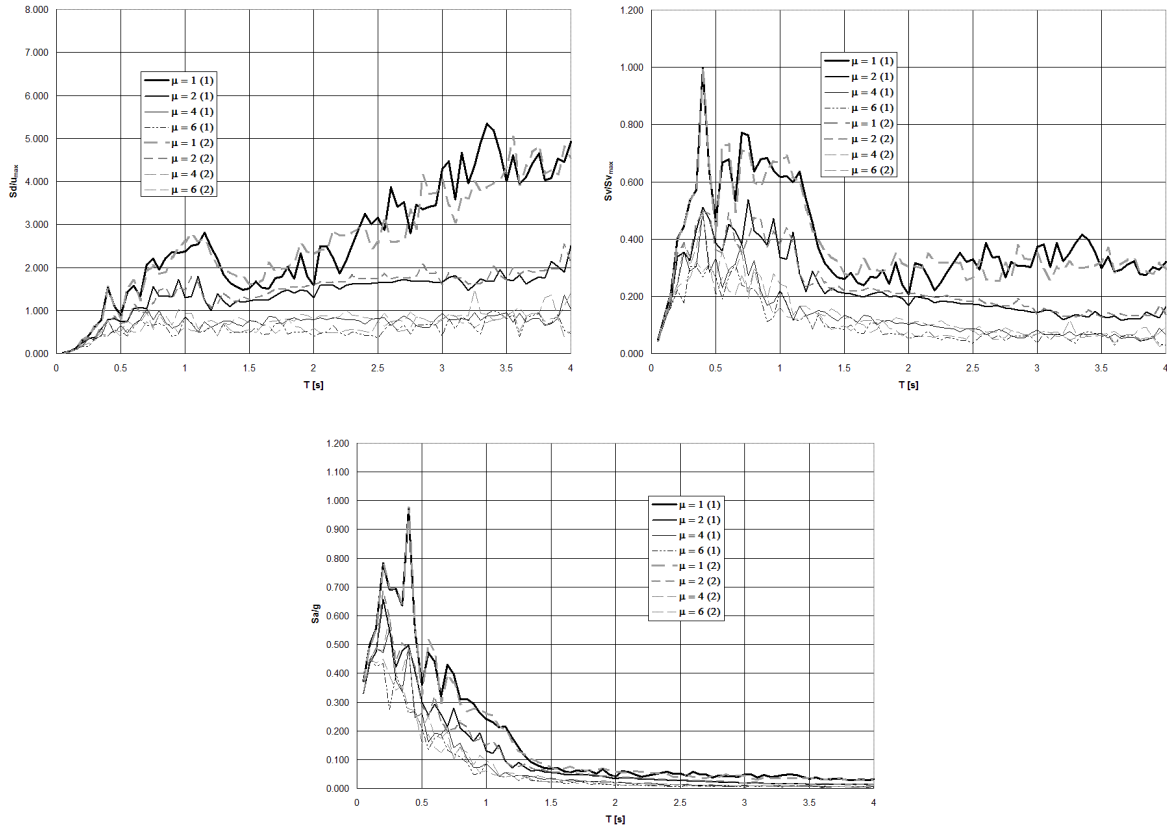 8.000
7.000
6.000
5.000
4.000
3.000
2.000
1.000
0.000
Sd/umax
μ = 1 (1)
μ = 2 (1)
μ = 4 (1)
μ = 6 (1)
μ = 1 (2)
μ = 2 (2)
μ = 4 (2)
μ = 6 (2)
0 0.5 1 1.5 2 2.5 3 3.5 4
T [s]
1.200
1.000
0.800
0.600
0.400
0.200
0.000
Sv/Svmax
μ = 1 (1)
μ = 2 (1)
μ = 4 (1)
μ = 6 (1)
μ = 1 (2)
μ = 2 (2)
μ = 4 (2)
μ = 6 (2)
0 0.5 1 1.5 2 2.5 3 3.5 4
T [s]
1.200
1.100
1.000
0.900
0.800
0.700
0.600
0.500
0.400
0.300
0.200
0.100
0.000
Sa/g
μ = 1 (1)
μ = 2 (1)
μ = 4 (1)
μ = 6 (1)
μ = 1 (2)
μ = 2 (2)
μ = 4 (2)
μ = 6 (2)
0 0.5 1 1.5 2 2.5 3 3.5 4
T [s]